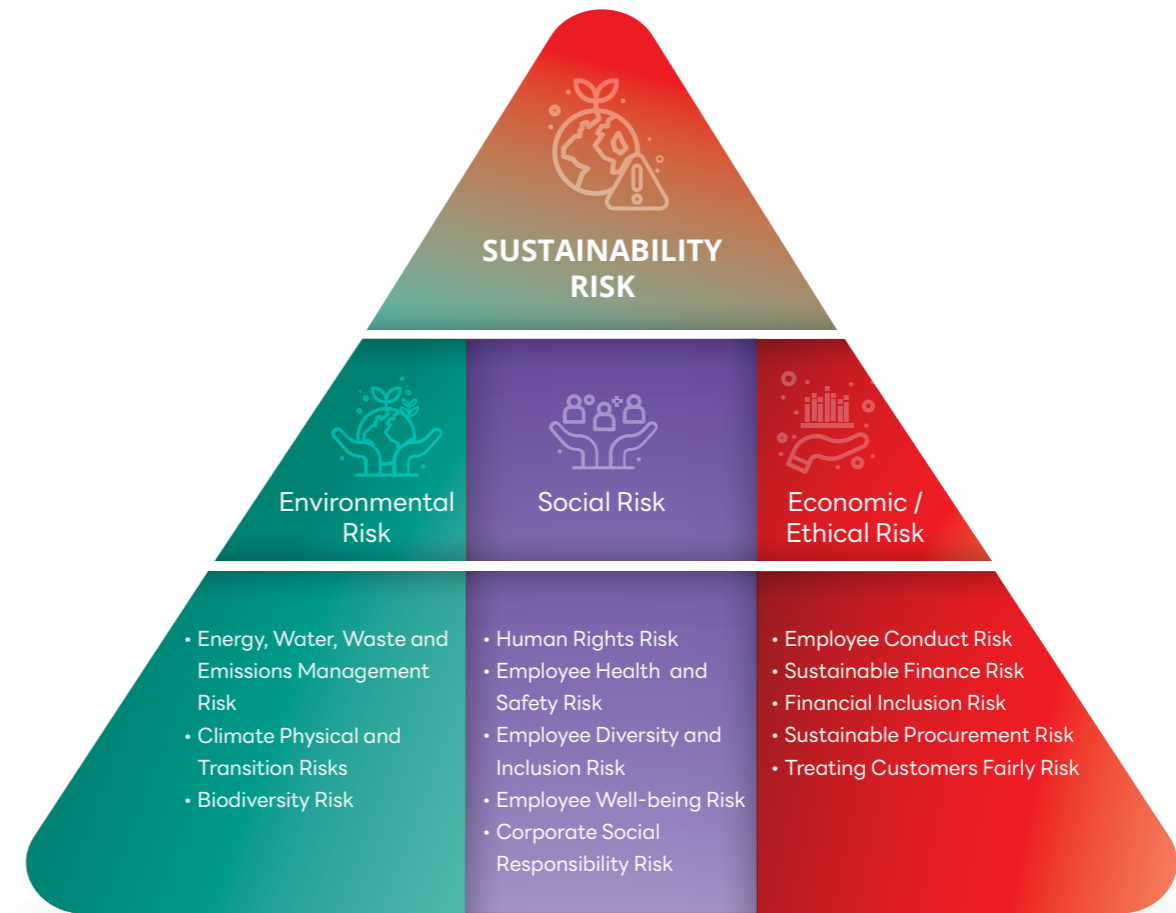 SUSTAINABILITY
RISK
Environmental
Risk
Social Risk
Economic /
Ethical Risk
• Energy, Water, Waste and
Emissions Management
Risk
• Climate Physical and
Transition Risks
• Biodiversity Risk
• Human Rights Risk
• Employee Health and
Safety Risk
• Employee Diversity and
Inclusion Risk
• Employee Well-being Risk
• Corporate Social
Responsibility Risk
• Employee Conduct Risk
• Sustainable Finance Risk
• Financial Inclusion Risk
• Sustainable Procurement Risk
• Treating Customers Fairly Risk